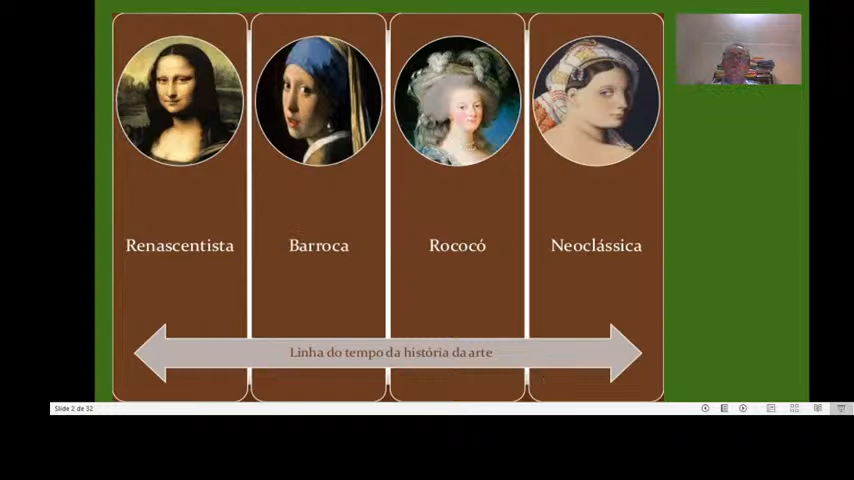 Renascentista
Barroca
Rococó
Neoclássica
Linha do tempo da história da arte
Slide 2 de 32